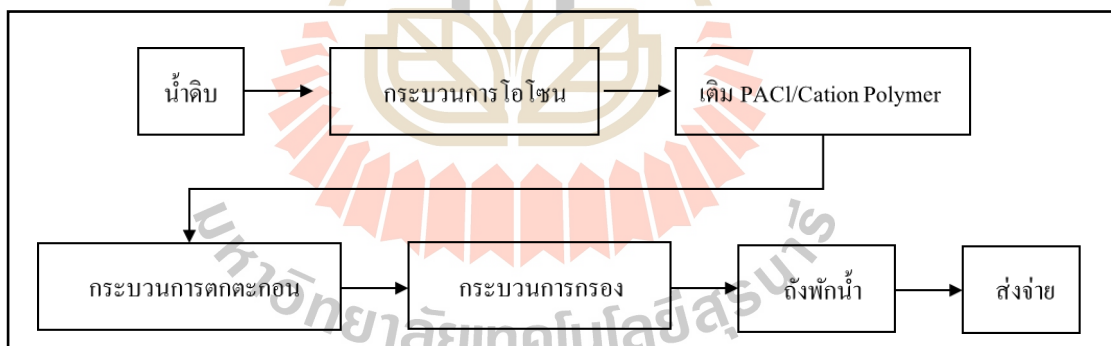 น้ำดิบ
กระบวนการโอโซน
เติม PACl/Cation Polymer
กระบวนการตกตะกอน
กระบวนการกรอง
ถังพักน้ำ
ส่งจ่าย
มหาวิทยาลัยเทคโนโลยีสุรนารี